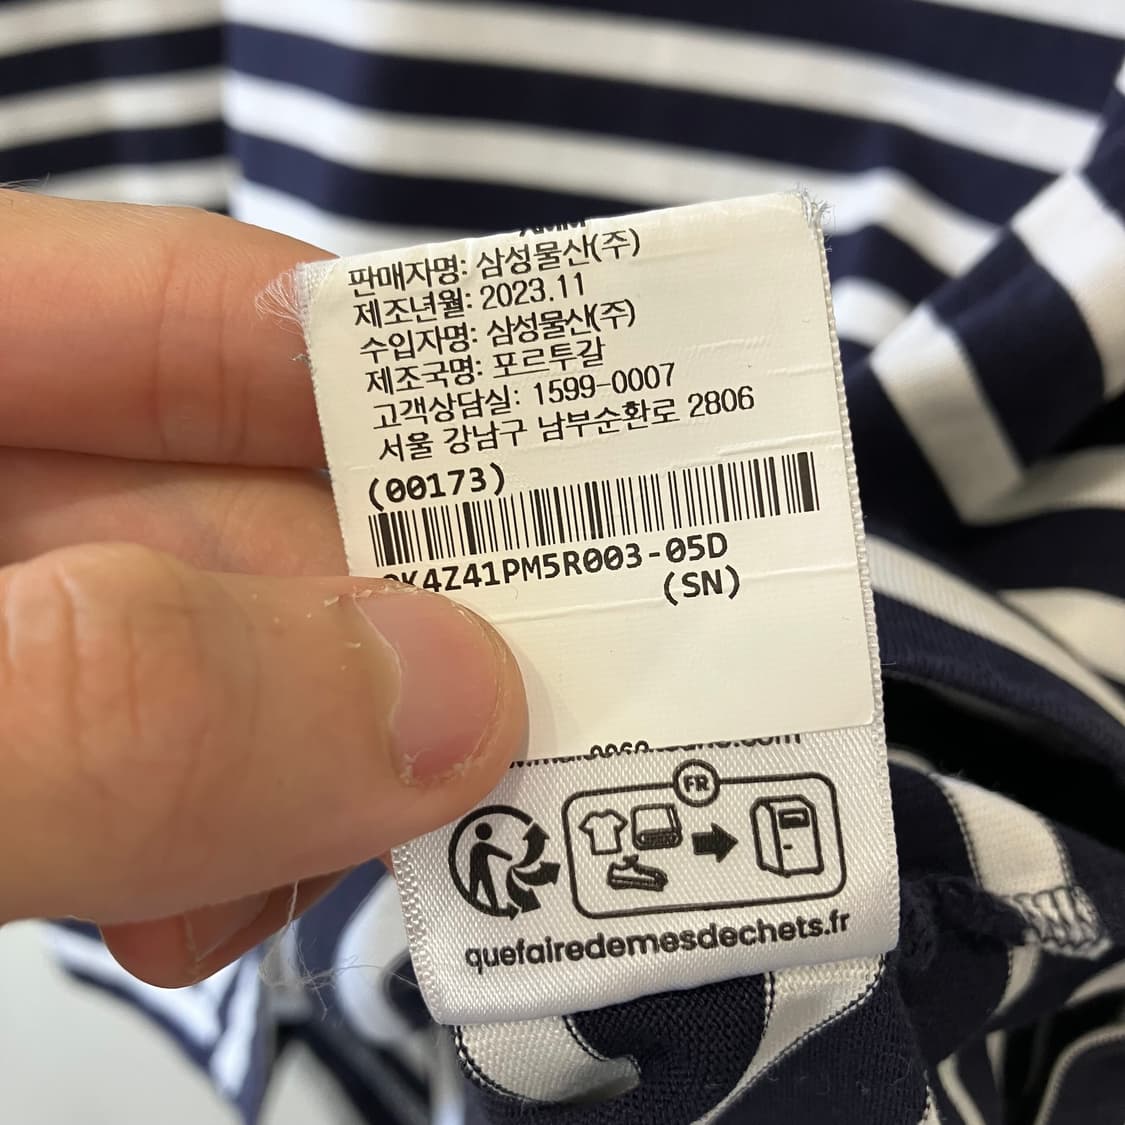 판매자명: 삼성물산(주)
제조년월: 2023.11
수입자명: 삼성물산(주)
제조국명: 포르투갈
고객상담실: 1599-0007
서울 강남구 남부순환로 2806
(00173)
K4Z41PM5R003-05D
(SN)
FR
quefairedemesdechets.fr